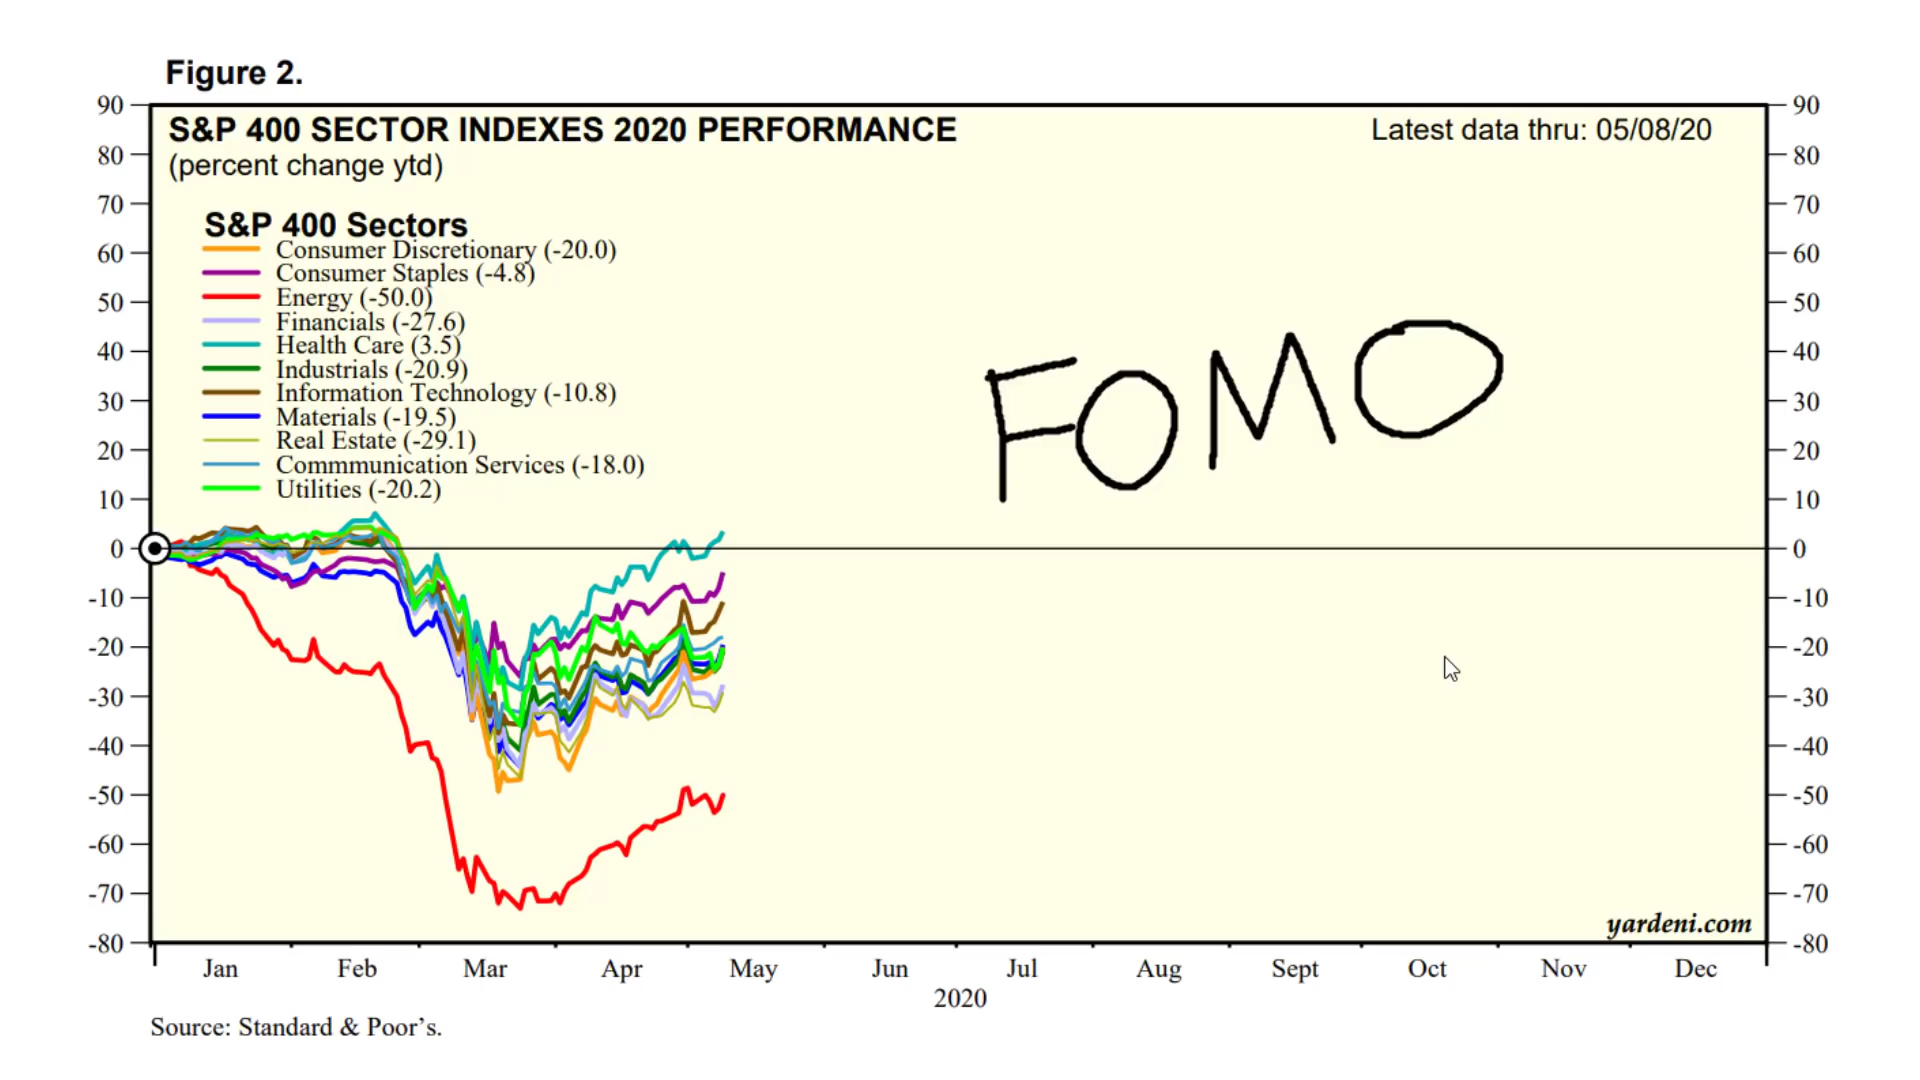 Figure 2.
S&P 400 SECTOR INDEXES 2020 PERFORMANCE
Latest data thru: 05/08/20
(percent change ytd)
S&P 400 Sectors
Consumer Discretionary (-20.0)
Consumer Staples (-4.8)
Energy (-50.0)
Financials (-27.6)
Health Care (3.5)
Industrials (-20.9)
Information Technology (-10.8)
Materials (-19.5)
Real Estate (-29.1)
Commmunication Services (-18.0)
Utilities (-20.2)
FOMO
90 90
80 80
70 70
60 60
50 50
40 40
30 30
20 20
10 10
0 0
-10 -10
-20 -20
-30 -30
-40 -40
-50 -50
-60 -60
-70 -70
-80 -80
yardeni.com
Jan Feb Mar Apr May Jun Jul Aug Sept Oct Nov Dec
2020
Source: Standard & Poor's.